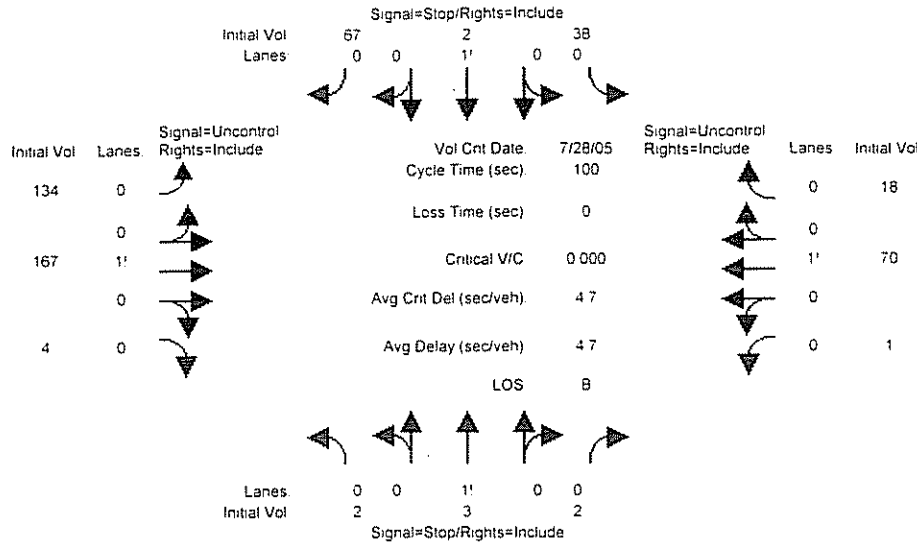 Signal=Stop/Rights=Include
Initial Vol 67 2 38
Lanes: 0 0 1! 0 0
Signal=Uncontrol
Initial Vol Lanes. Rights=Include
Vol Cnt Date. 7/28/05
Signal=Uncontrol
Rights=Include Lanes Initial Vol
Cycle Time (sec). 100
134 0
0 18
Loss Time (sec) 0
0
0
167 1!
Critical V/C 0 000
1! 70
0
Avg Crit Del (sec/veh). 4 7
0
4 0
Avg Delay (sec/veh) 4 7
0 1
LOS B
Lanes. 0 0 1! 0 0
Initial Vol 2 3 2
Signal=Stop/Rights=Include